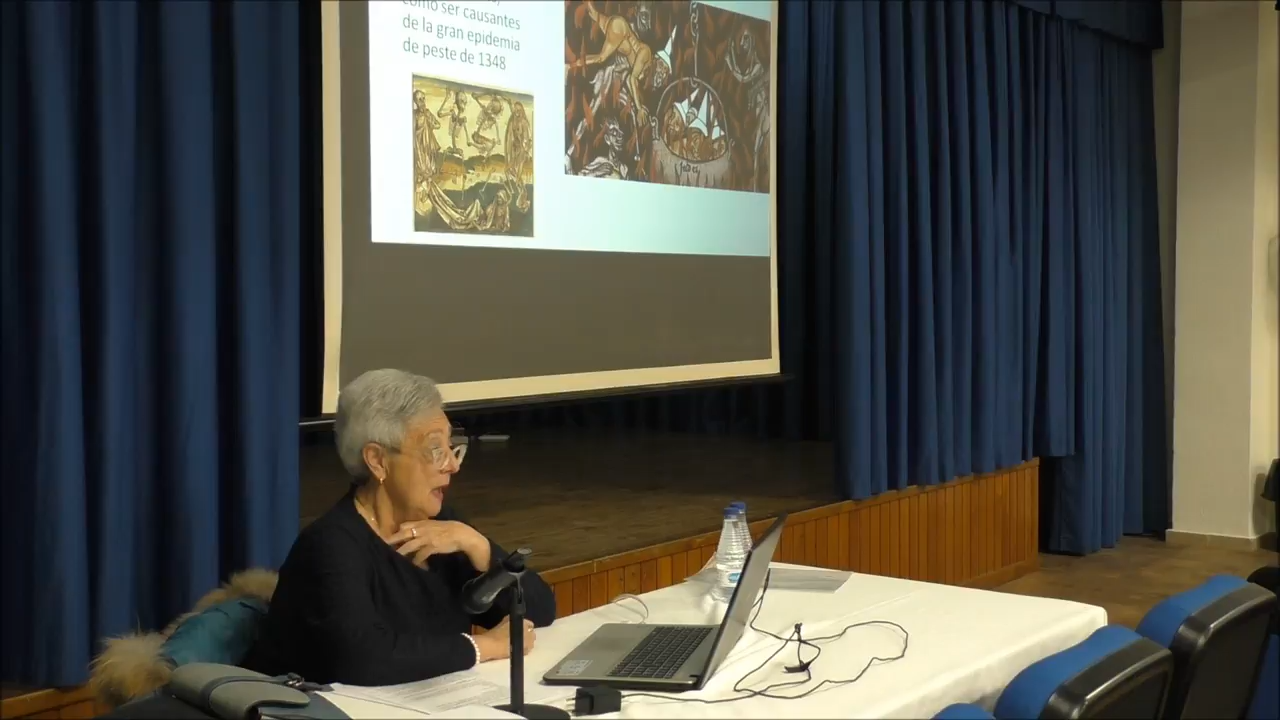 como ser causantes
de la gran epidemia
de peste de 1348